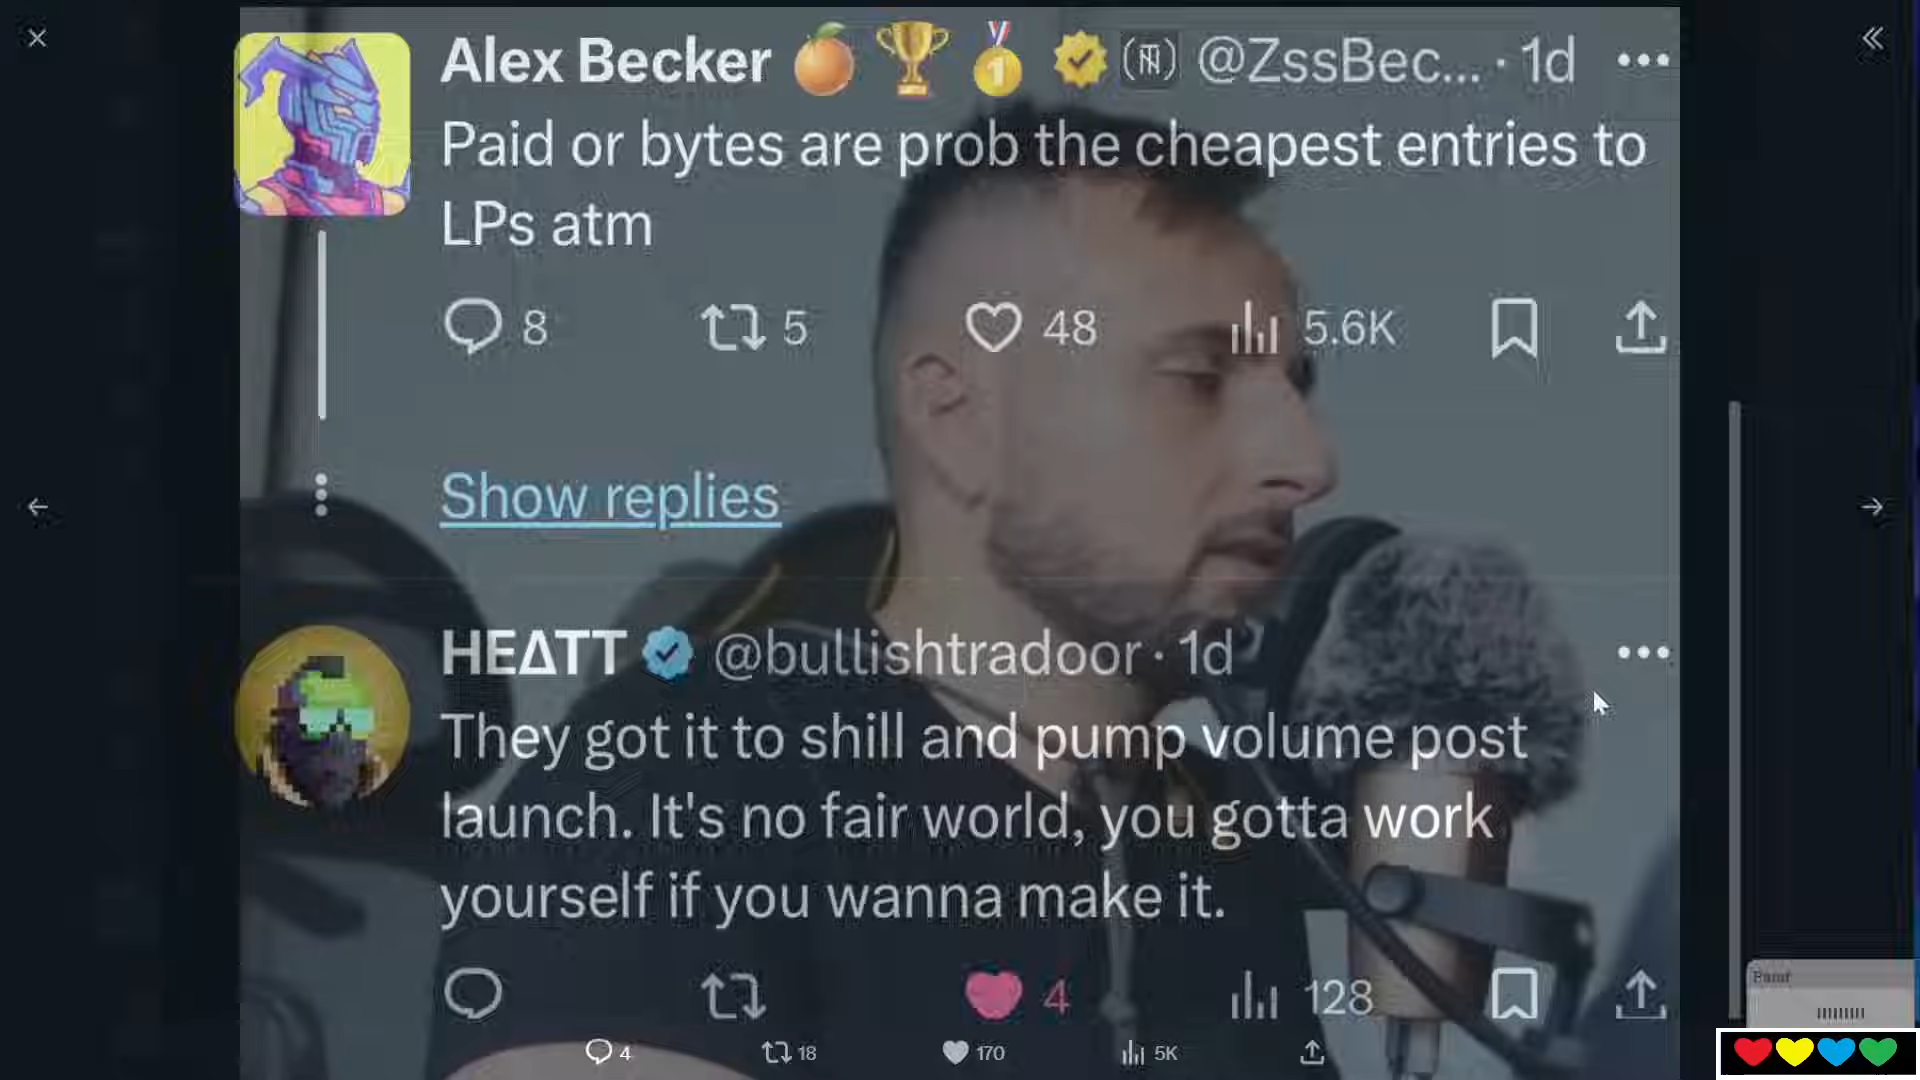 Alex Becker @ZssBec... · 1d
Paid or bytes are prob the cheapest entries to
LPs atm
8 5 48 5.6K
Show replies
HEΔTT @bullishtradoor · 1d
They got it to shill and pump volume post
launch. It's no fair world, you gotta work
yourself if you wanna make it.
4 128
4 18 170 5K